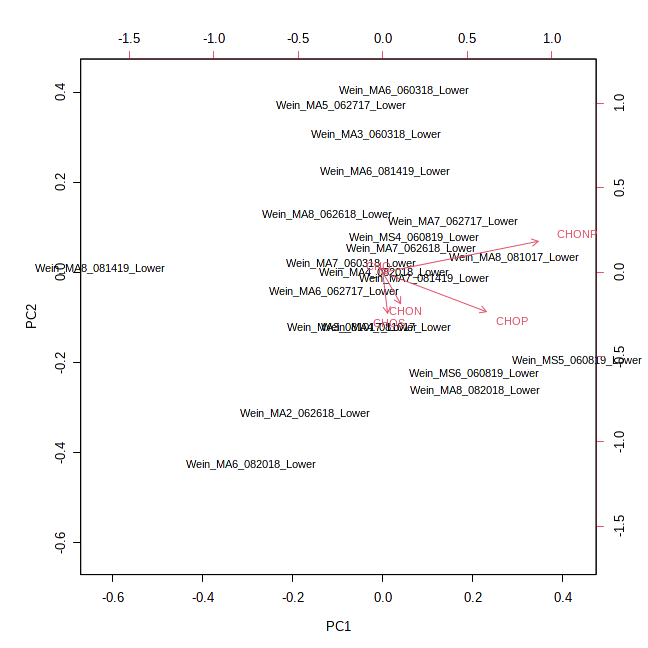 -1.5 -1.0 -0.5 0.0 0.5 1.0
Wein_MA6_060318_Lower
0.4
1.0
Wein_MA5_062717_Lower
Wein_MA3_060318_Lower
0.2
Wein_MA6_081419_Lower
0.5
Wein_MA8_062618_Lower
Wein_MA7_062717_Lower
Wein_MS4_060819_Lower
CHONP
Wein_MA7_062618_Lower
Wein_MA8_081017_Lower
Wein_MA7_060318_Lower
Wein_MA8_081419_Lower
0.0
Wein_MA4_082018_Lower
0.0
Wein_MA7_081419_Lower
Wein_MA6_062717_Lower
PC2
CHON
CHOP
CHOS
Wein_MA4_081017_Lower
-0.2
Wein_MS5_060819_Lower
-0.5
Wein_MS6_060819_Lower
Wein_MA8_082018_Lower
Wein_MA2_062618_Lower
-0.4
-1.0
Wein_MA6_082018_Lower
-1.5
-0.6
-0.6 -0.4 -0.2 0.0 0.2 0.4
PC1